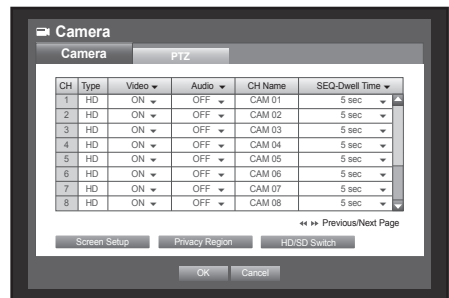 Camera
Camera PTZ
CH Type Video Audio CH Name SEQ-Dwell Time
1 HD ON OFF CAM 01 5 sec
2 HD ON OFF CAM 02 5 sec
3 HD ON OFF CAM 03 5 sec
4 HD ON OFF CAM 04 5 sec
5 HD ON OFF CAM 05 5 sec
6 HD ON OFF CAM 06 5 sec
7 HD ON OFF CAM 07 5 sec
8 HD ON OFF CAM 08 5 sec
Previous/Next Page
Screen Setup Privacy Region HD/SD Switch
OK Cancel